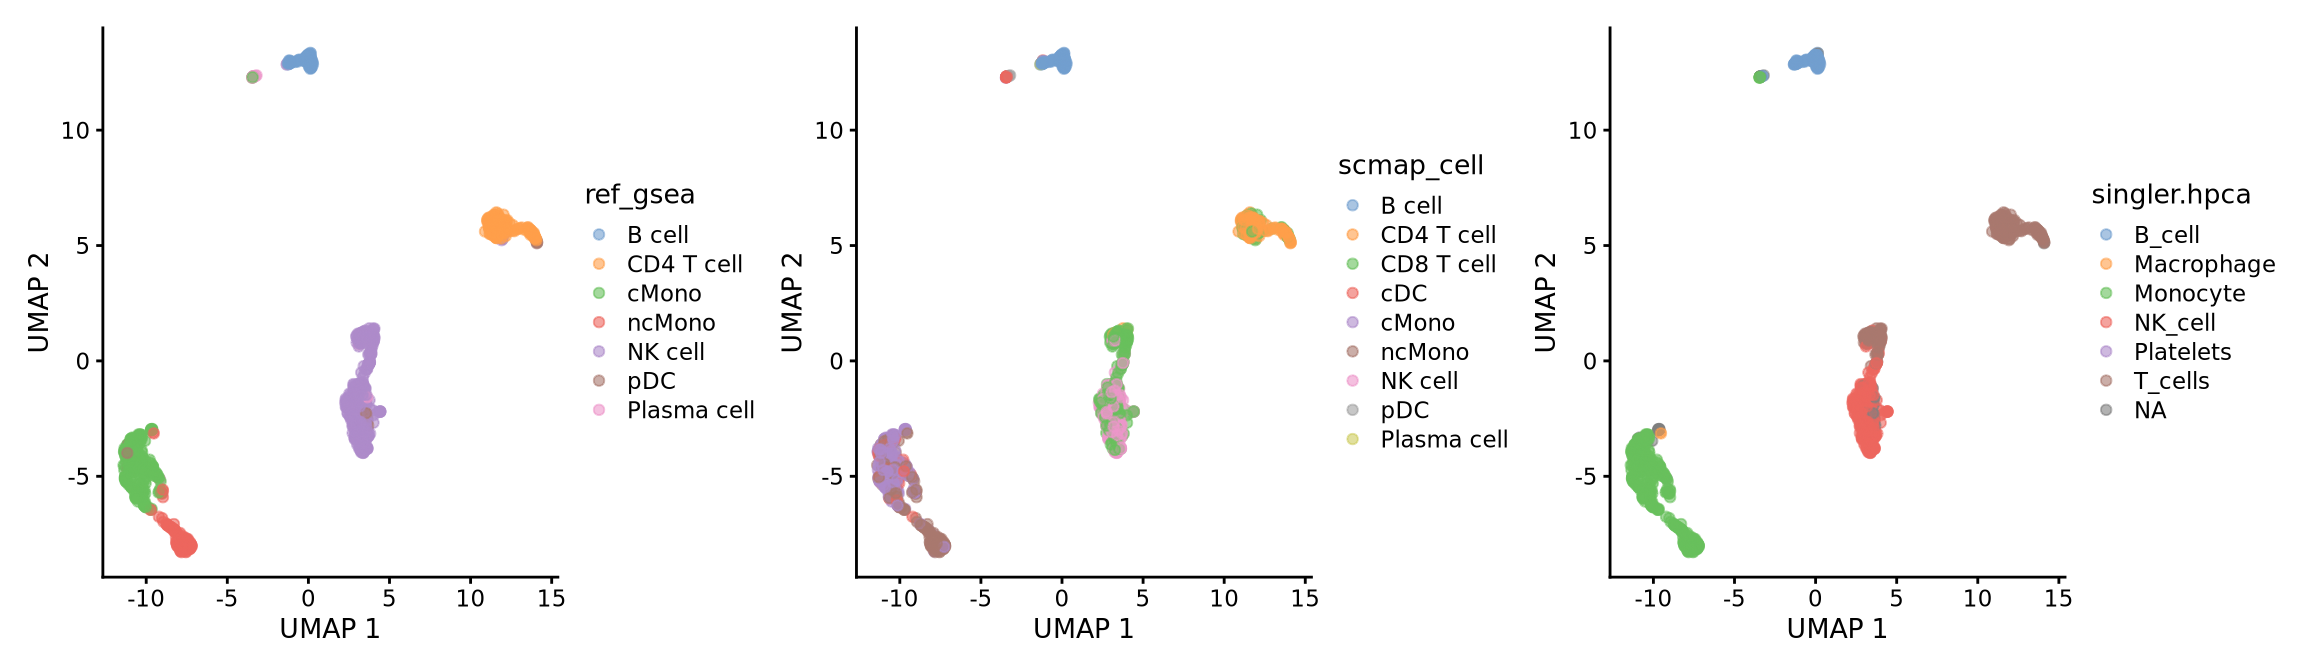 ref_gsea
B cell
CD4 T cell
cMono
ncMono
NK cell
pDC
Plasma cell
10
5
0
-5
-10
-5
0
5
10
15
UMAP 1
UMAP 2
scmap_cell
B cell
CD4 T cell
CD8 T cell
cDC
cMono
ncMono
NK cell
pDC
Plasma cell
10
5
0
-5
-10
-5
0
5
10
15
UMAP 1
UMAP 2
singler.hpca
B_cell
Macrophage
Monocyte
NK_cell
Platelets
T_cells
NA
10
5
0
-5
-10
-5
0
5
10
15
UMAP 1
UMAP 2